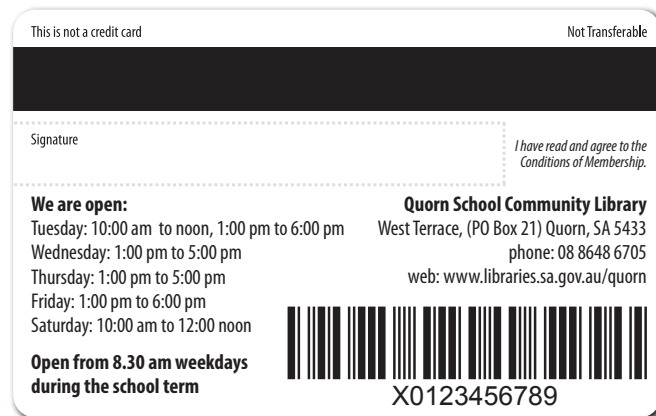 This is not a credit card
Not Transferable
Signature
I have read and agree to the
Conditions of Membership.
We are open:
Tuesday: 10:00 am to noon, 1:00 pm to 6:00 pm
Wednesday: 1:00 pm to 5:00 pm
Thursday: 1:00 pm to 5:00 pm
Friday: 1:00 pm to 6:00 pm
Saturday: 10:00 am to 12:00 noon
Open from 8.30 am weekdays
during the school term
Quorn School Community Library
West Terrace, (PO Box 21) Quorn, SA 5433
phone: 08 8648 6705
web: www.libraries.sa.gov.au/quorn
X0123456789